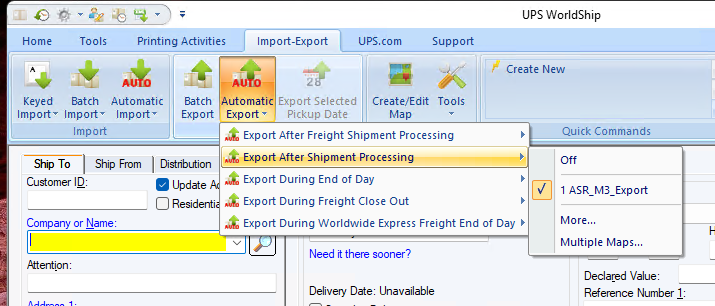 UPS WorldShip
Home Tools Printing Activities Import-Export UPS.com Support
Keyed Import Batch Import Automatic Import
Import
Batch Export Automatic Export Export Selected Pickup Date
Create/Edit Map Tools
Create New
Quick Commands
AUTO
AUTO
28
Export After Freight Shipment Processing
Export After Shipment Processing
Export During End of Day
Export During Freight Close Out
Export During Worldwide Express Freight End of Day
Off
1 ASR_M3_Export
More...
Multiple Maps...
Ship To Ship From Distribution
Customer ID:
Update
Residential
Company or Name:
Attention:
Need it there sooner?
Delivery Date: Unavailable
Declared Value:
Reference Number 1: